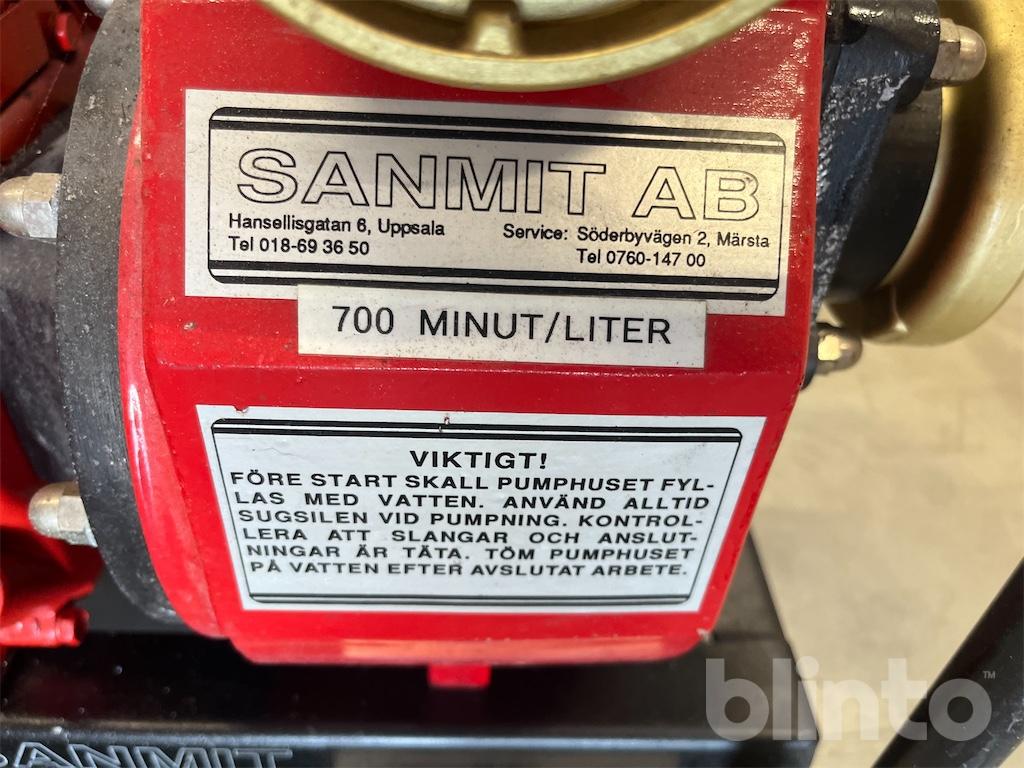 SANMIT AB
Hansellisgatan 6, Uppsala
Service: Söderbyvägen 2, Märsta
Tel 018-69 36 50
Tel 0760-147 00
700 MINUT/LITER
VIKTIGT!
FÖRE START SKALL PUMPHUSET FYL-
LAS MED VATTEN. ANVÄND ALLTID
SUGSILEN VID PUMPNING. KONTROL-
LERA ATT SLANGAR OCH ANSLUT-
NINGAR ÄR TÄTA. TÖM PUMPHUSET
PÅ VATTEN EFTER AVSLUTAT ARBETE.
blinto™
SANMIT